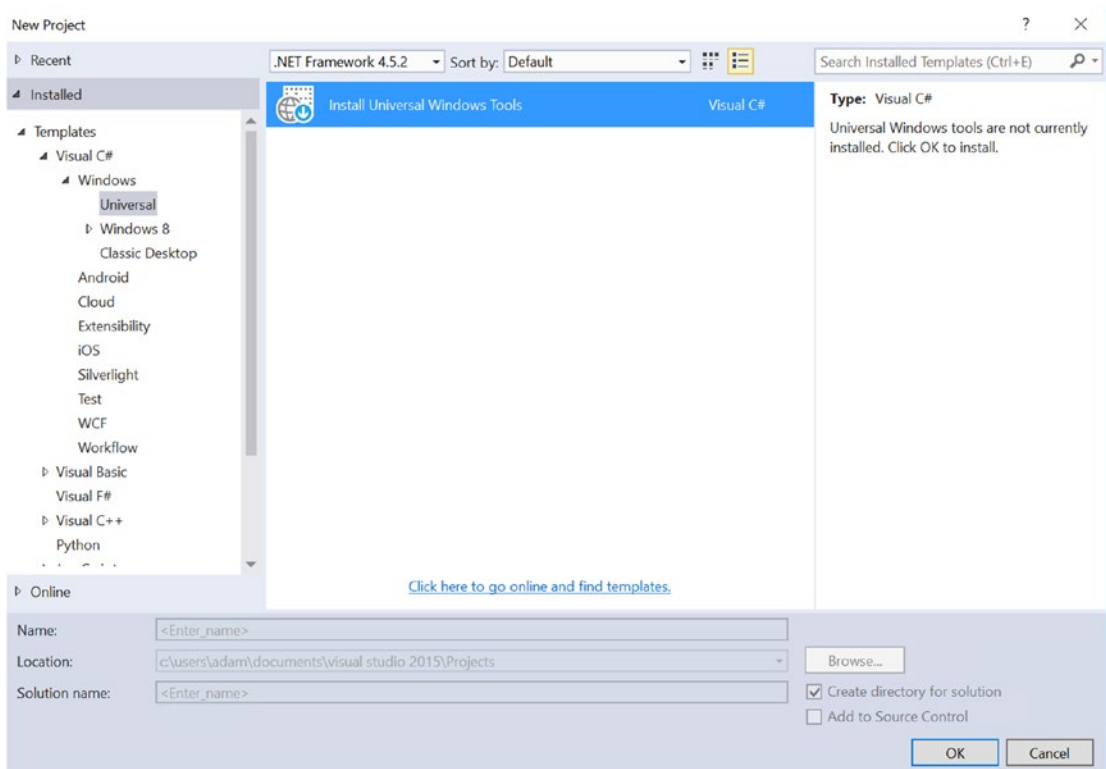 New Project
?
Recent
.NET Framework 4.5.2
Sort by: Default
Search Installed Templates (Ctrl+E)
Installed
Templates
Visual C#
Windows
Universal
Windows 8
Classic Desktop
Android
Cloud
Extensibility
iOS
Silverlight
Test
WCF
Workflow
Visual Basic
Visual F#
Visual C++
Python
Online
Install Universal Windows Tools Visual C#
Click here to go online and find templates.
Type: Visual C#
Universal Windows tools are not currently
installed. Click OK to install.
Name: <Enter_name>
Location: c:\users\adam\documents\visual studio 2015\Projects
Browse...
Solution name: <Enter_name>
Create directory for solution
Add to Source Control
OK
Cancel